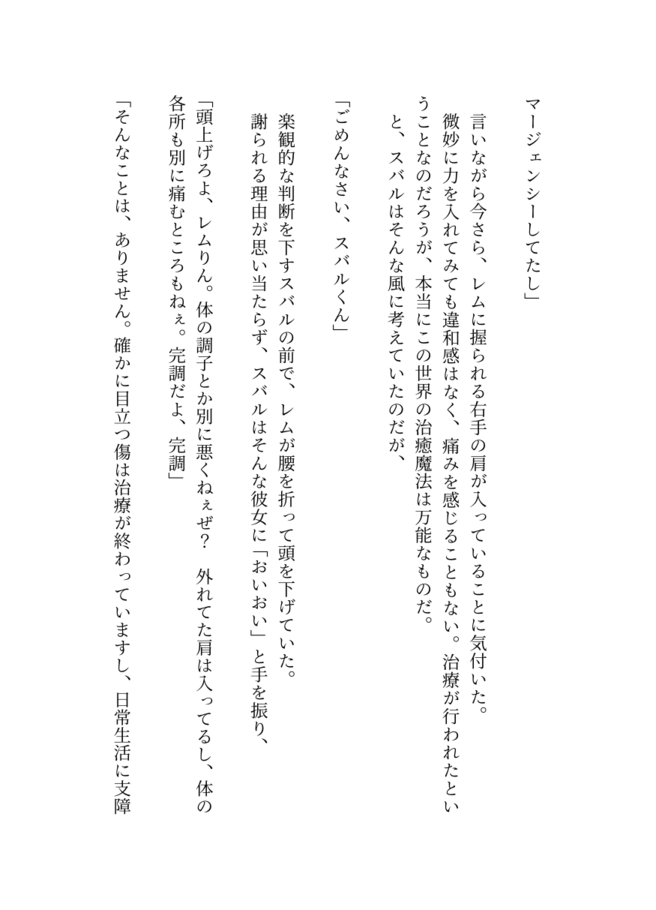 マージェンシーしてたし」
言いながら今さら、レムに握られる右手の肩が入っていることに気付いた。
微妙に力を入れてみても違和感はなく、痛みを感じることもない。治療が行われたとい
うことなのだろうが、本当にこの世界の治癒魔法は万能なものだ。
と、スバルはそんな風に考えていたのだが、
「ごめんなさい、スバルくん」
楽観的な判断を下すスバルの前で、レムが腰を折って頭を下げていた。
謝られる理由が思い当たらず、スバルはそんな彼女に「おいおい」と手を振り、
「頭上げろよ、レムりん。体の調子とか別に悪くねぇぜ？　外れてた肩は入ってるし、体の
各所も別に痛むところもねぇ。完調だよ、完調」
「そんなことは、ありません。確かに目立つ傷は治療が終わっていますし、日常生活に支障